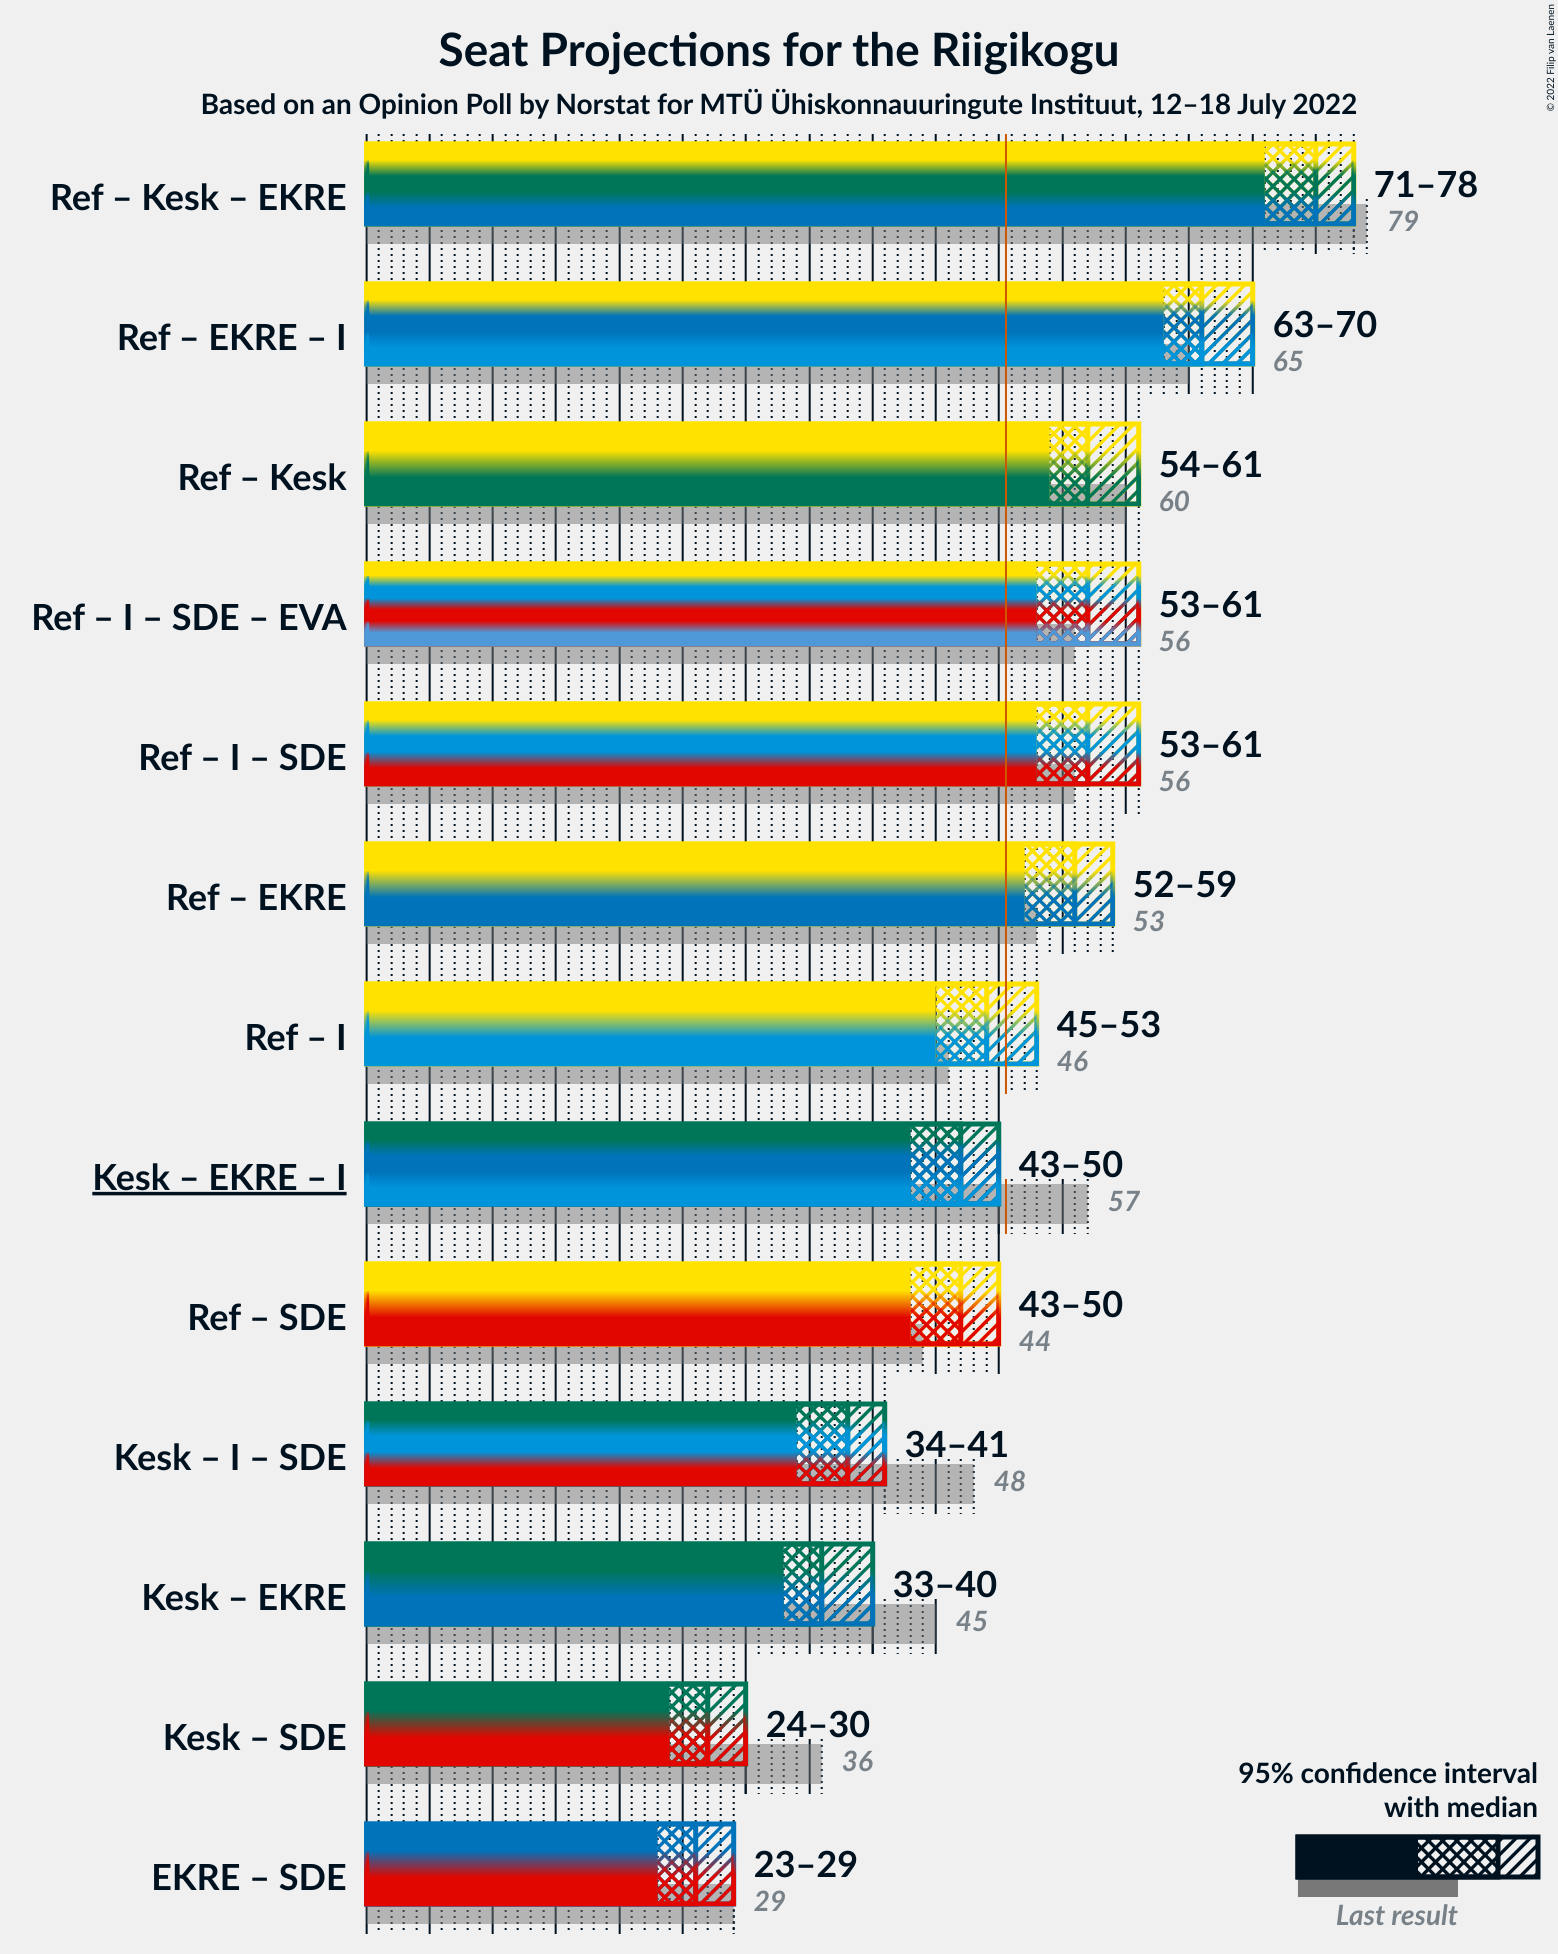 Seat Projections for the Riigikogu
Based on an Opinion Poll by Norstat for MTÜ Ühiskonnauuringute Instituut, 12–18 July 2022
© 2022 Filip van Laenen
Ref – Kesk – EKRE
71–78
79
Ref – EKRE – I
63–70
65
Ref – Kesk
54–61
60
Ref – I – SDE – EVA
53–61
56
Ref – I – SDE
53–61
56
Ref – EKRE
52–59
53
Ref – I
45–53
46
Kesk – EKRE – I
43–50
57
Ref – SDE
43–50
44
Kesk – I – SDE
34–41
48
Kesk – EKRE
33–40
45
Kesk – SDE
24–30
36
EKRE – SDE
23–29
29
95% confidence interval
with median
Last result